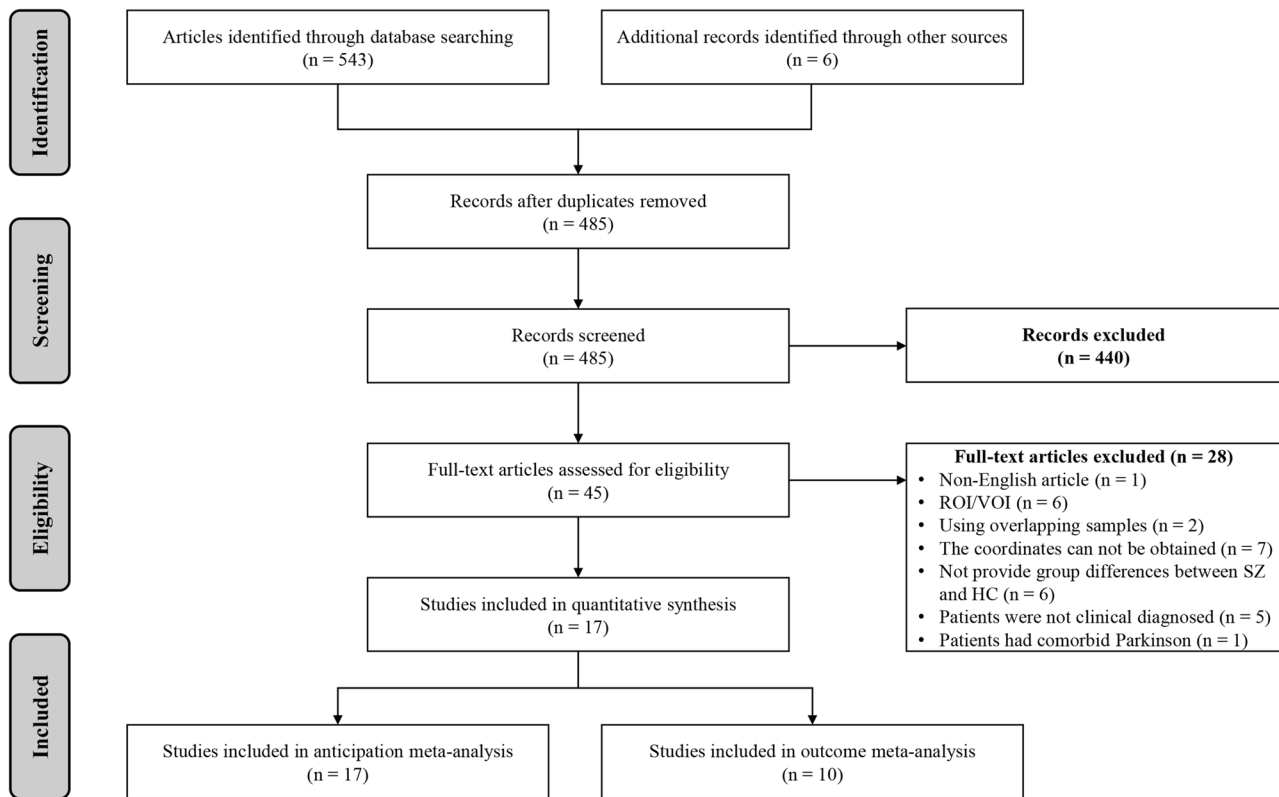 Identification
Articles identified through database searching
(n = 543)
Additional records identified through other sources
(n = 6)
Records after duplicates removed
(n = 485)
Screening
Records screened
(n = 485)
Records excluded
(n = 440)
Eligibility
Full-text articles assessed for eligibility
(n = 45)
Full-text articles excluded (n = 28)
• Non-English article (n = 1)
• ROI/VOI (n = 6)
• Using overlapping samples (n = 2)
• The coordinates can not be obtained (n = 7)
• Not provide group differences between SZ
and HC (n = 6)
• Patients were not clinical diagnosed (n = 5)
• Patients had comorbid Parkinson (n = 1)
Studies included in quantitative synthesis
(n = 17)
Included
Studies included in anticipation meta-analysis
(n = 17)
Studies included in outcome meta-analysis
(n = 10)